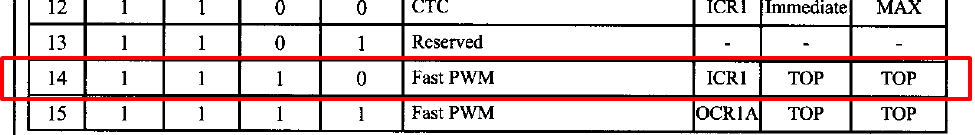 12 1 1 0 0 CTC ICR1 Immediate MAX
13 1 1 0 1 Reserved - - -
14 1 1 1 0 Fast PWM ICR1 TOP TOP
15 1 1 1 1 Fast PWM OCR1A TOP TOP